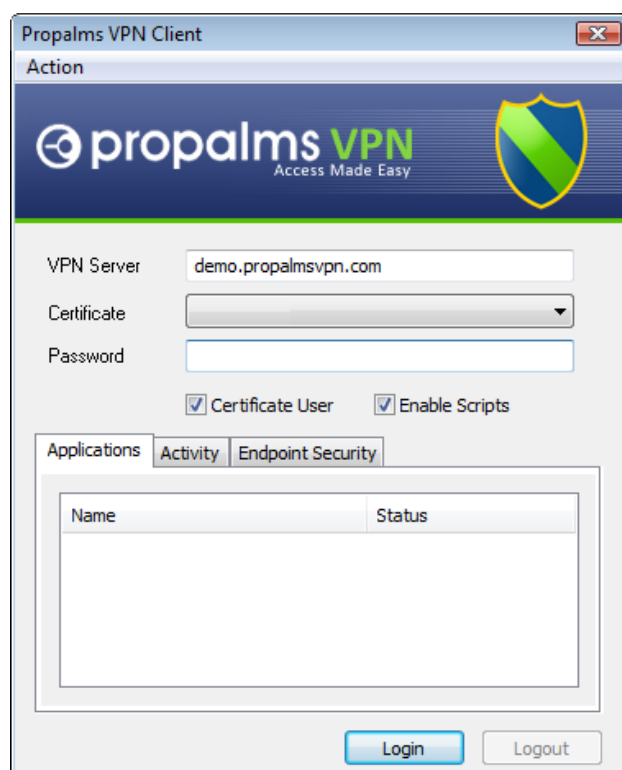 Propalms VPN Client
Action
propalms VPN
Access Made Easy
VPN Server demo.propalmsvpn.com
Certificate
Password
Certificate User Enable Scripts
Applications Activity Endpoint Security
Name Status
Login Logout